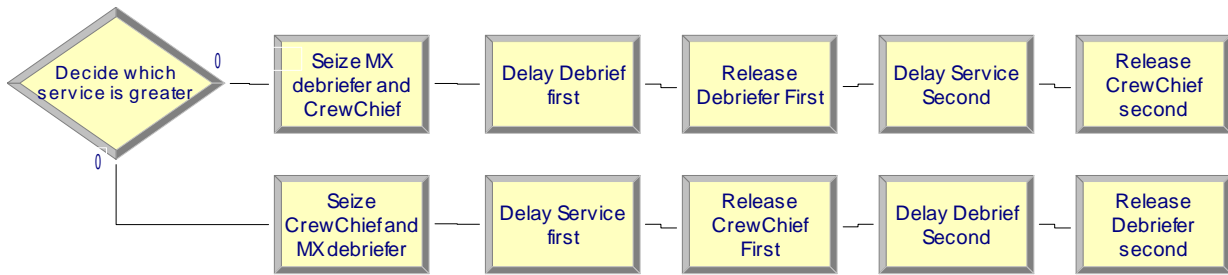 Decide which
service is greater
0
0
Seize MX
debriefer and
CrewChief
Delay Debrief
first
Release
Debriefer First
Delay Service
Second
Release
CrewChief
second
Seize
CrewChief and
MX debriefer
Delay Service
first
Release
CrewChief
First
Delay Debrief
Second
Release
Debriefer
second